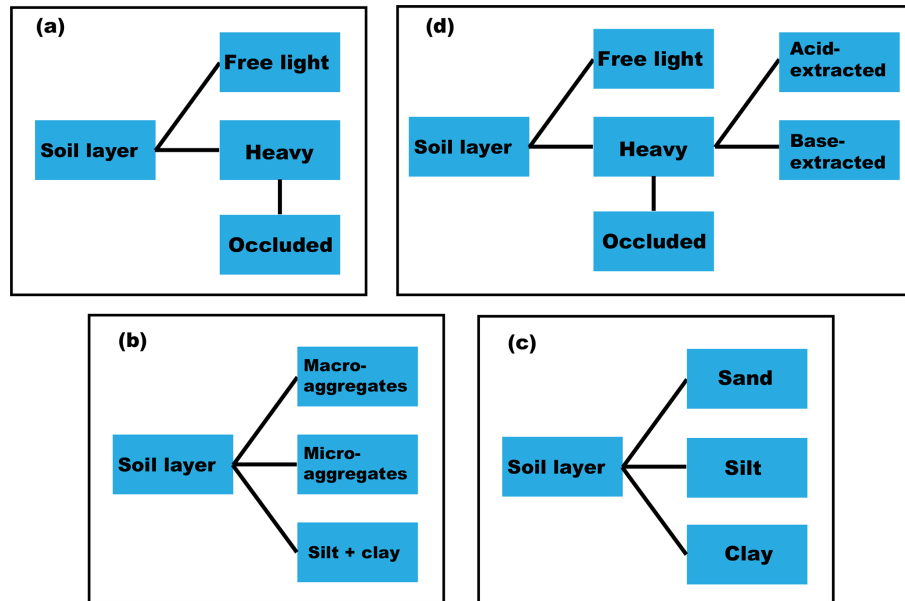 (a)
Free light
Soil layer
Heavy
Occluded
(d)
Free light
Acid-
extracted
Soil layer
Heavy
Base-
extracted
Occluded
(b)
Macro-
aggregates
Soil layer
Micro-
aggregates
Silt + clay
(c)
Sand
Soil layer
Silt
Clay